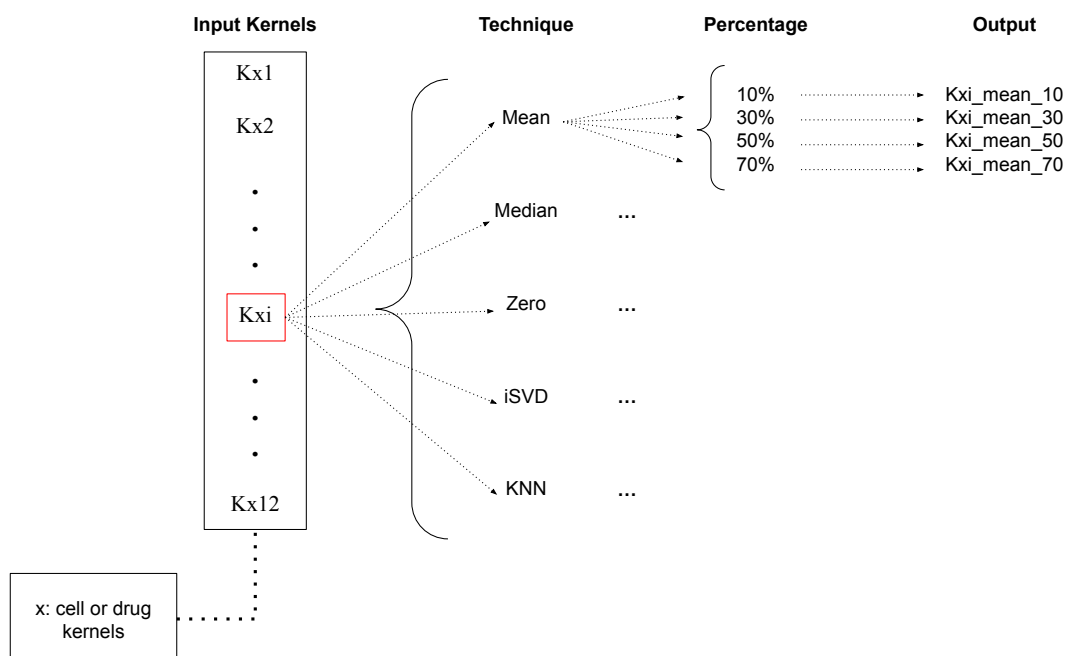 Input Kernels
Technique
Percentage
Output
Kx1
Kx2
Kxi
Kx12
Mean
Median
...
Zero
...
iSVD
...
KNN
...
10%
30%
50%
70%
Kxi_mean_10
Kxi_mean_30
Kxi_mean_50
Kxi_mean_70
x: cell or drug
kernels